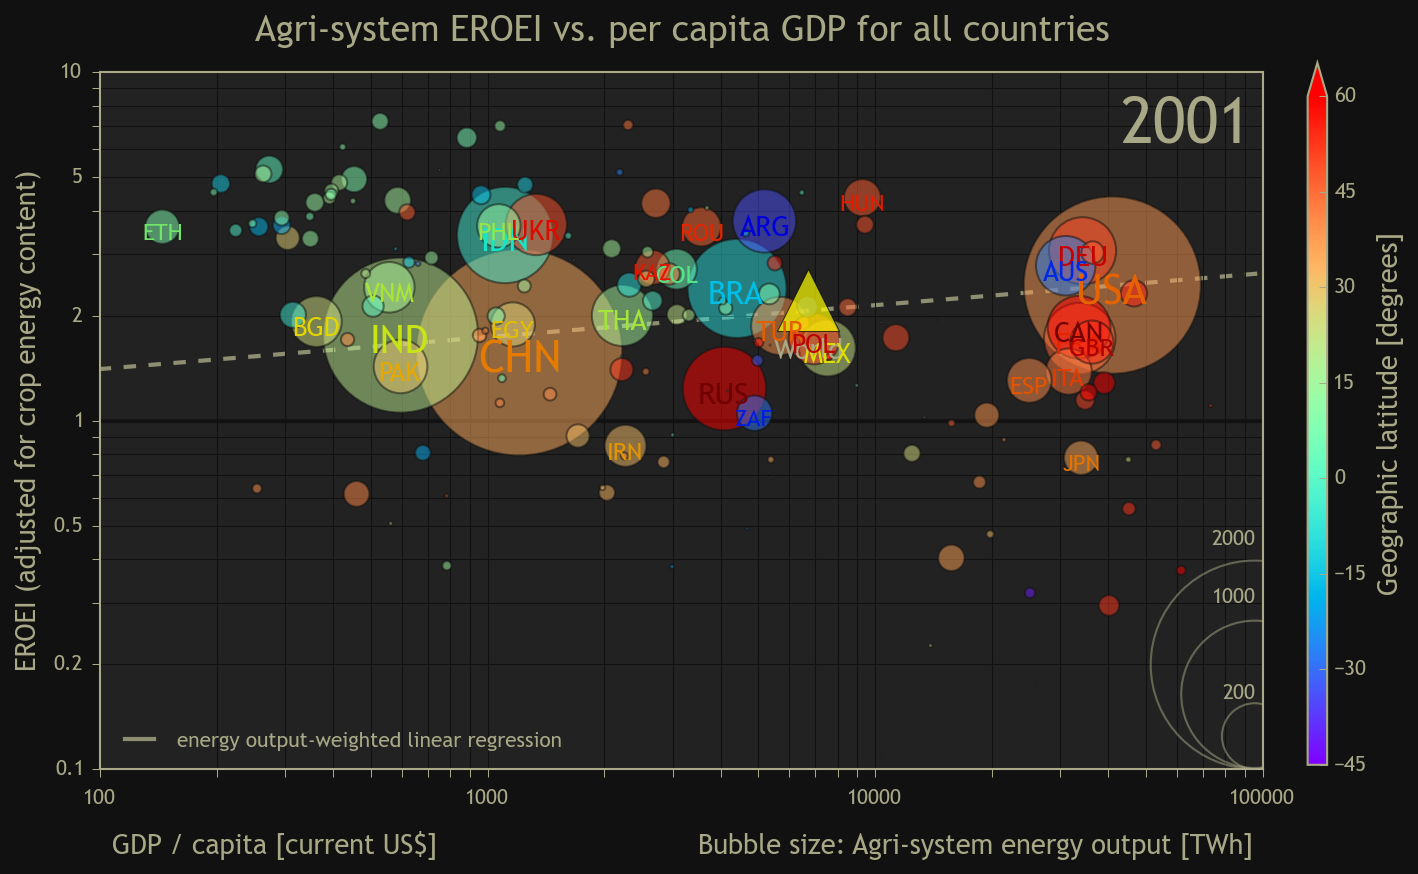 Agri-system EROEI vs. per capita GDP for all countries
2001
EROEI (adjusted for crop energy content)
10
5
2
1
0.5
0.2
0.1
ETH
PHL
IDN
UKR
ROU
ARG
HUN
KAZ
COL
BRA
DEU
AUS
USA
VNM
BGD
IND
PAK
EGY
CHN
THA
TUR
WORLD
POL
MEX
CAN
GBR
ITA
ESP
RUS
ZAF
IRN
JPN
2000
1000
200
energy output-weighted linear regression
100
1000
10000
100000
GDP / capita [current US$]
Bubble size: Agri-system energy output [TWh]
60
45
30
15
0
−15
−30
−45
Geographic latitude [degrees]